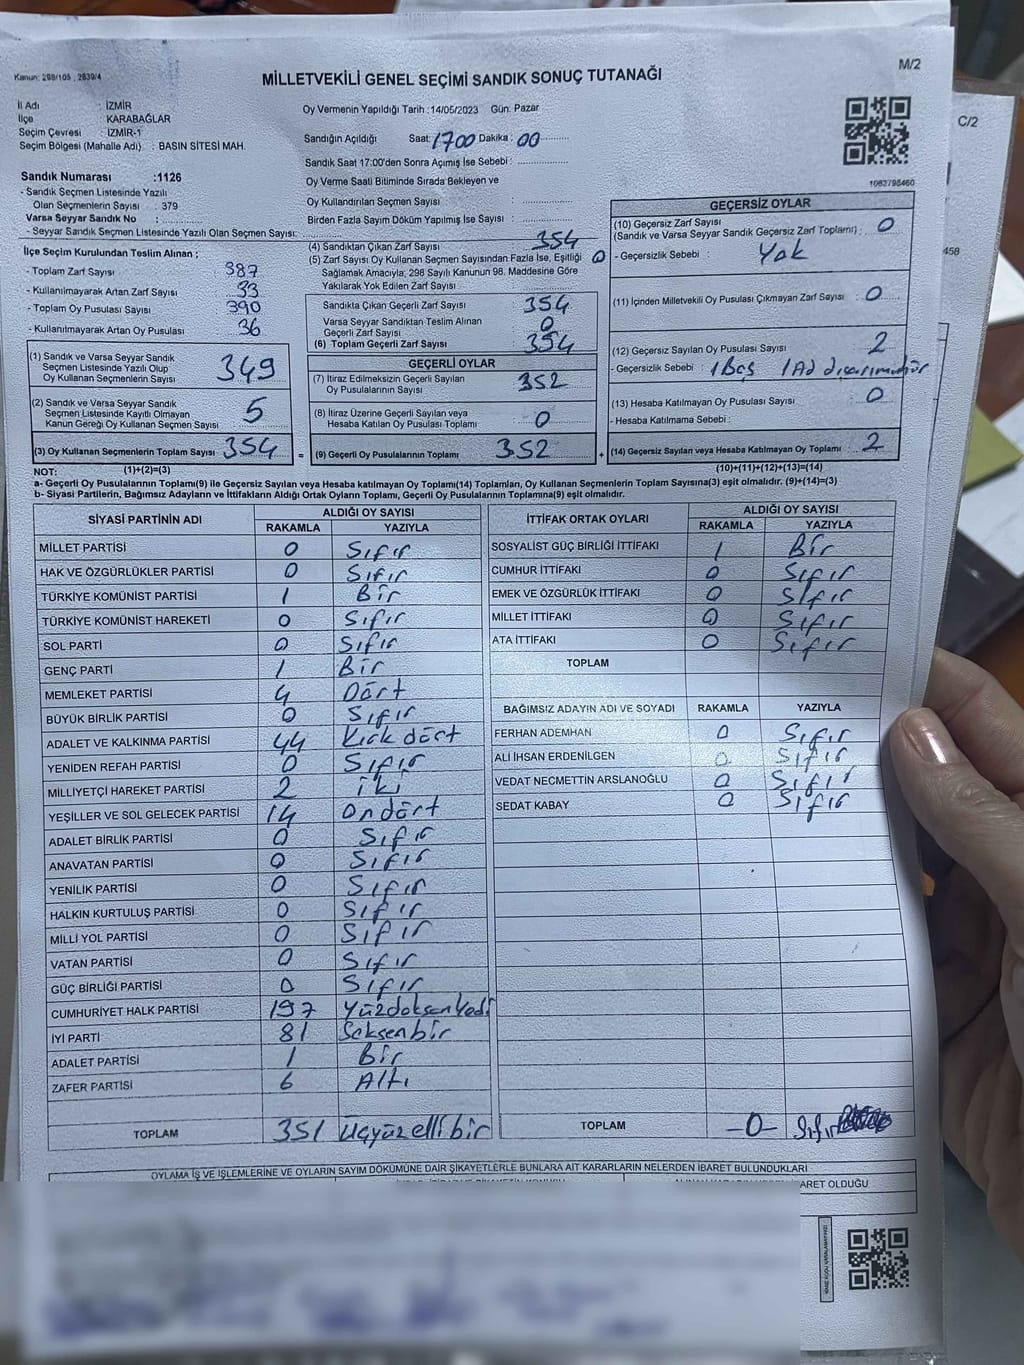 Kanun: 298/105 , 2839/4
MİLLETVEKİLİ GENEL SEÇİMİ SANDIK SONUÇ TUTANAĞI
M/2
C/2
İl Adı : İZMİR
İlçe : KARABAĞLAR
Seçim Çevresi : İZMİR-1
Seçim Bölgesi (Mahalle Adı) : BASIN SİTESİ MAH.
Oy Vermenin Yapıldığı Tarih :14/05/2023 Gün: Pazar
Sandığın Açıldığı Saat: 1700 Dakika : 00
Sandık Saat 17:00'den Sonra Açmış İse Sebebi :
Oy Verme Saati Bitiminde Sırada Bekleyen ve
Oy Kullandırılan Seçmen Sayısı :
Birden Fazla Sayım Döküm Yapılmış İse Sayısı :
1082798460
458
Sandık Numarası :1126
- Sandık Seçmen Listesinde Yazılı
Olan Seçmenlerin Sayısı : 379
Varsa Seyyar Sandık No :
- Seyyar Sandık Seçmen Listesinde Yazılı Olan Seçmen Sayısı:
İlçe Seçim Kurulundan Teslim Alınan ;
- Toplam Zarf Sayısı : 387
- Kullanılmayarak Artan Zarf Sayısı : 33
- Toplam Oy Pusulası Sayısı : 390
- Kullanılmayarak Artan Oy Pusulası : 36
(1) Sandık ve Varsa Seyyar Sandık
Seçmen Listesinde Yazılı Olup
Oy Kullanan Seçmenlerin Sayısı : 349
(2) Sandık ve Varsa Seyyar Sandık
Seçmen Listesinde Kayıtlı Olmayan
Kanun Gereği Oy Kullanan Seçmen Sayısı : 5
(3) Oy Kullanan Seçmenlerin Toplam Sayısı : 354
(4) Sandıktan Çıkan Zarf Sayısı : 354
(5) Zarf Sayısı Oy Kullanan Seçmen Sayısından Fazla İse, Eşitliği 0
Sağlamak Amacıyla; 298 Sayılı Kanunun 98. Maddesine Göre
Yakılarak Yok Edilen Zarf Sayısı :
Sandıkta Çıkan Geçerli Zarf Sayısı : 354
Varsa Seyyar Sandıktan Teslim Alınan
Geçerli Zarf Sayısı : 0
(6) Toplam Geçerli Zarf Sayısı : 354
GEÇERLİ OYLAR
(7) İtiraz Edilmeksizin Geçerli Sayılan
Oy Pusulalarının Sayısı : 352
(8) İtiraz Üzerine Geçerli Sayılan veya
Hesaba Katılan Oy Pusulası Toplamı : 0
= (9) Geçerli Oy Pusulalarının Toplamı : 352
GEÇERSİZ OYLAR
(10) Geçersiz Zarf Sayısı
(Sandık ve Varsa Seyyar Sandık Geçersiz Zarf Toplamı) : 0
- Geçersizlik Sebebi : Yok
(11) İçinden Milletvekili Oy Pusulası Çıkmayan Zarf Sayısı : 0
(12) Geçersiz Sayılan Oy Pusulası Sayısı : 2
- Geçersizlik Sebebi : 1 Boş 1 Ad
(13) Hesaba Katılmayan Oy Pusulası Sayısı : 0
- Hesaba Katılmama Sebebi :
+ (14) Geçersiz Sayılan veya Hesaba Katılmayan Oy Toplamı : 2
NOT: (1)+(2)=(3)
(10)+(11)+(12)+(13)=(14)
a- Geçerli Oy Pusulalarının Toplamı(9) ile Geçersiz Sayılan veya Hesaba katılmayan Oy Toplamı(14) Toplamları, Oy Kullanan Seçmenlerin Toplam Sayısına(3) eşit olmalıdır. (9)+(14)=(3)
b- Siyasi Partilerin, Bağımsız Adayların ve İttifakların Aldığı Ortak Oyların Toplamı, Geçerli Oy Pusulalarının Toplamına(9) eşit olmalıdır.
SİYASİ PARTİNİN ADI ALDIĞI OY SAYISI
RAKAMLA YAZIYLA
MİLLET PARTİSİ 0 Sıfır
HAK VE ÖZGÜRLÜKLER PARTİSİ 0 Sıfır
TÜRKİYE KOMÜNİST PARTİSİ 1 Bir
TÜRKİYE KOMÜNİST HAREKETİ 0 Sıfır
SOL PARTİ 0 Sıfır
GENÇ PARTİ 1 Bir
MEMLEKET PARTİSİ 4 Dört
BÜYÜK BİRLİK PARTİSİ 0 Sıfır
ADALET VE KALKINMA PARTİSİ 44 Kırk dört
YENİDEN REFAH PARTİSİ 0 Sıfır
MİLLİYETÇİ HAREKET PARTİSİ 2 iki
YEŞİLLER VE SOL GELECEK PARTİSİ 14 On dört
ADALET BİRLİK PARTİSİ 0 Sıfır
ANAVATAN PARTİSİ 0 Sıfır
YENİLİK PARTİSİ 0 Sıfır
HALKIN KURTULUŞ PARTİSİ 0 Sıfır
MİLLİ YOL PARTİSİ 0 Sıfır
VATAN PARTİSİ 0 Sıfır
GÜÇ BİRLİĞİ PARTİSİ 0 Sıfır
CUMHURİYET HALK PARTİSİ 197 Yüzdoksanyedi
İYİ PARTİ 81 Seksenbir
ADALET PARTİSİ 1 Bir
ZAFER PARTİSİ 6 Altı
TOPLAM 351 üçyüzellibir
İTTİFAK ORTAK OYLARI ALDIĞI OY SAYISI
RAKAMLA YAZIYLA
SOSYALİST GÜÇ BİRLİĞİ İTTİFAKI 1 Bir
CUMHUR İTTİFAKI 0 Sıfır
EMEK VE ÖZGÜRLÜK İTTİFAKI 0 Sıfır
MİLLET İTTİFAKI 0 Sıfır
ATA İTTİFAKI 0 Sıfır
TOPLAM
BAĞIMSIZ ADAYIN ADI VE SOYADI RAKAMLA YAZIYLA
FERHAN ADEMHAN 0 Sıfır
ALİ İHSAN ERDENİLGEN 0 Sıfır
VEDAT NECMETTİN ARSLANOĞLU 0 Sıfır
SEDAT KABAY 0 Sıfır
TOPLAM -0- Sıfır
OYLAMA İŞ VE İŞLEMLERİNE VE OYLARIN SAYIM DÖKÜMÜNE DAİR ŞİKAYETLERLE BUNLARA AİT KARARLARIN NELERDEN İBARET BULUNDUKLARI
ARET OLDUĞU